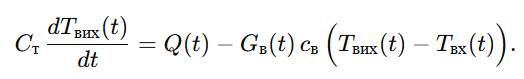 C_т dT_вих(t)/dt = Q(t) − G_в(t) c_в (T_вих(t) − T_вх(t)).